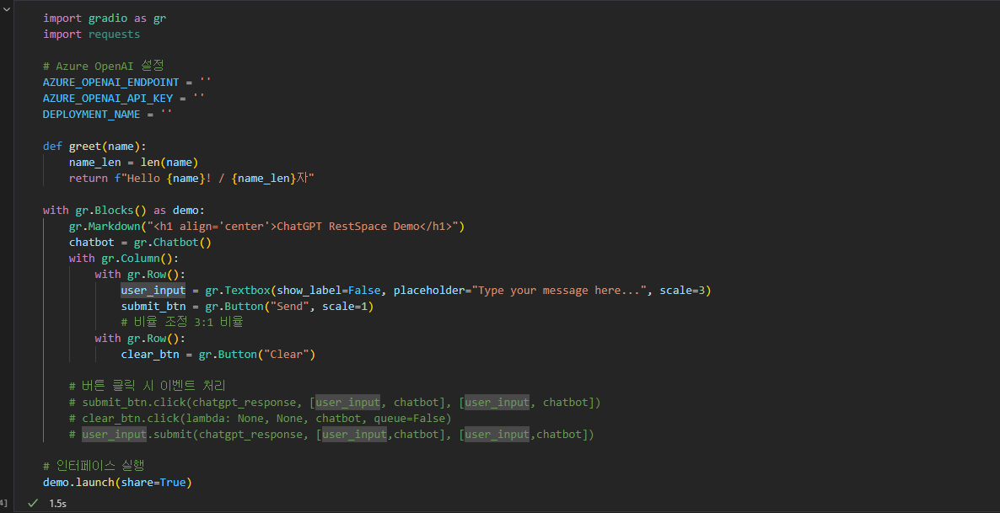 import gradio as gr
import requests
# Azure OpenAI 설정
AZURE_OPENAI_ENDPOINT = ''
AZURE_OPENAI_API_KEY = ''
DEPLOYMENT_NAME = ''
def greet(name):
name_len = len(name)
return f"Hello {name}! / {name_len}자"
with gr.Blocks() as demo:
gr.Markdown("<h1 align='center'>ChatGPT RestSpace Demo</h1>")
chatbot = gr.Chatbot()
with gr.Column():
with gr.Row():
user_input = gr.Textbox(show_label=False, placeholder="Type your message here...", scale=3)
submit_btn = gr.Button("Send", scale=1)
# 비율 조정 3:1 비율
with gr.Row():
clear_btn = gr.Button("Clear")
# 버튼 클릭 시 이벤트 처리
# submit_btn.click(chatgpt_response, [user_input, chatbot], [user_input, chatbot])
# clear_btn.click(lambda: None, None, chatbot, queue=False)
# user_input.submit(chatgpt_response, [user_input,chatbot], [user_input,chatbot])
# 인터페이스 실행
demo.launch(share=True)
4] ✓ 1.5s